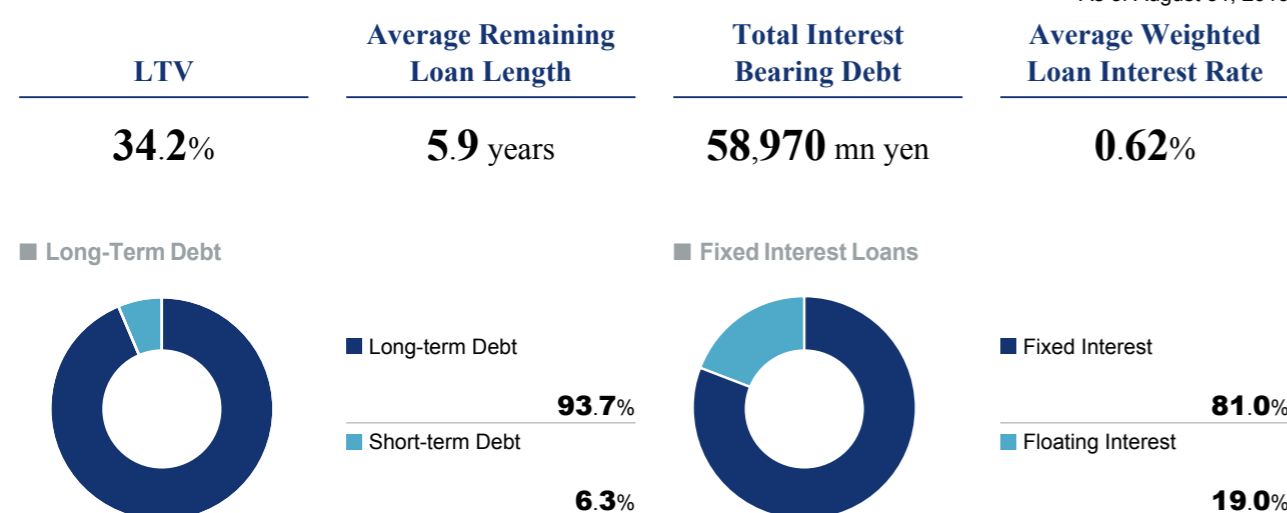 LTV
Average Remaining
Loan Length
Total Interest
Bearing Debt
Average Weighted
Loan Interest Rate
34.2%
5.9 years
58,970 mn yen
0.62%
Long-Term Debt
Fixed Interest Loans
Long-term Debt
93.7%
Short-term Debt
6.3%
Fixed Interest
81.0%
Floating Interest
19.0%